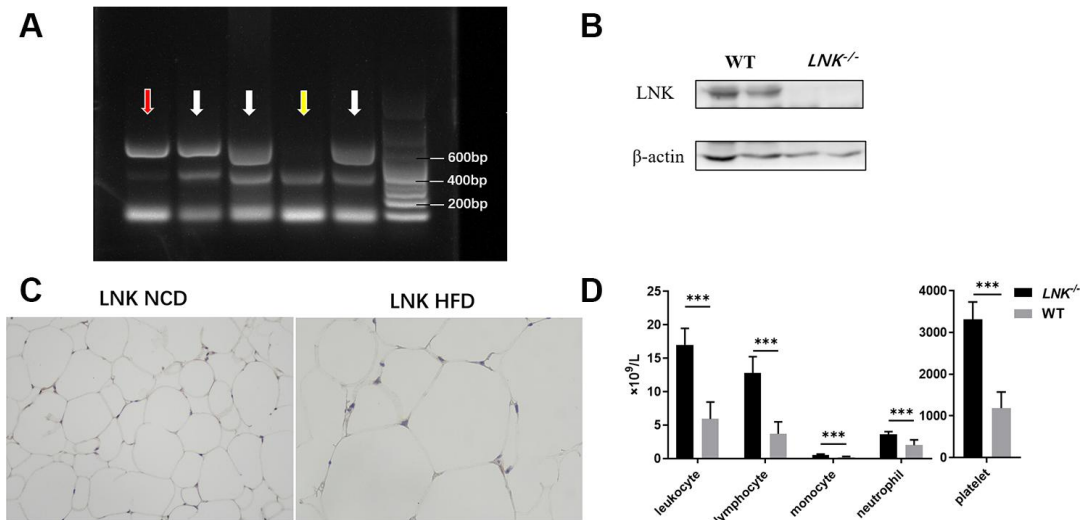 A
600bp
400bp
200bp
B
WT LNK-/-
LNK
β-actin
C
LNK NCD
LNK HFD
D
×10⁹/L
25
20
15
10
5
0
***
***
***
***
leukocyte
lymphocyte
monocyte
neutrophil
4000
3000
2000
1000
0
***
platelet
LNK-/-
WT